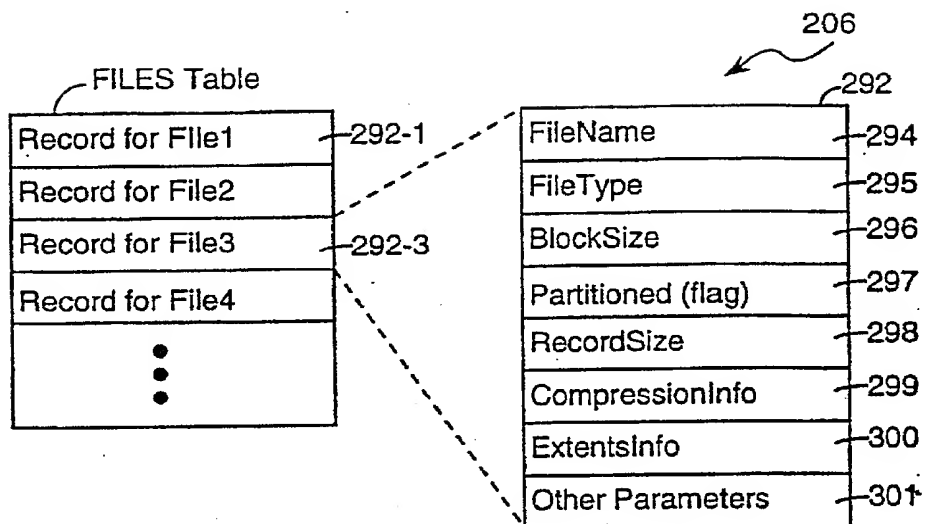 206
FILES Table
Record for File1
292-1
Record for File2
Record for File3
292-3
Record for File4
292
FileName
294
FileType
295
BlockSize
296
Partitioned (flag)
297
RecordSize
298
CompressionInfo
299
ExtentsInfo
300
Other Parameters
301